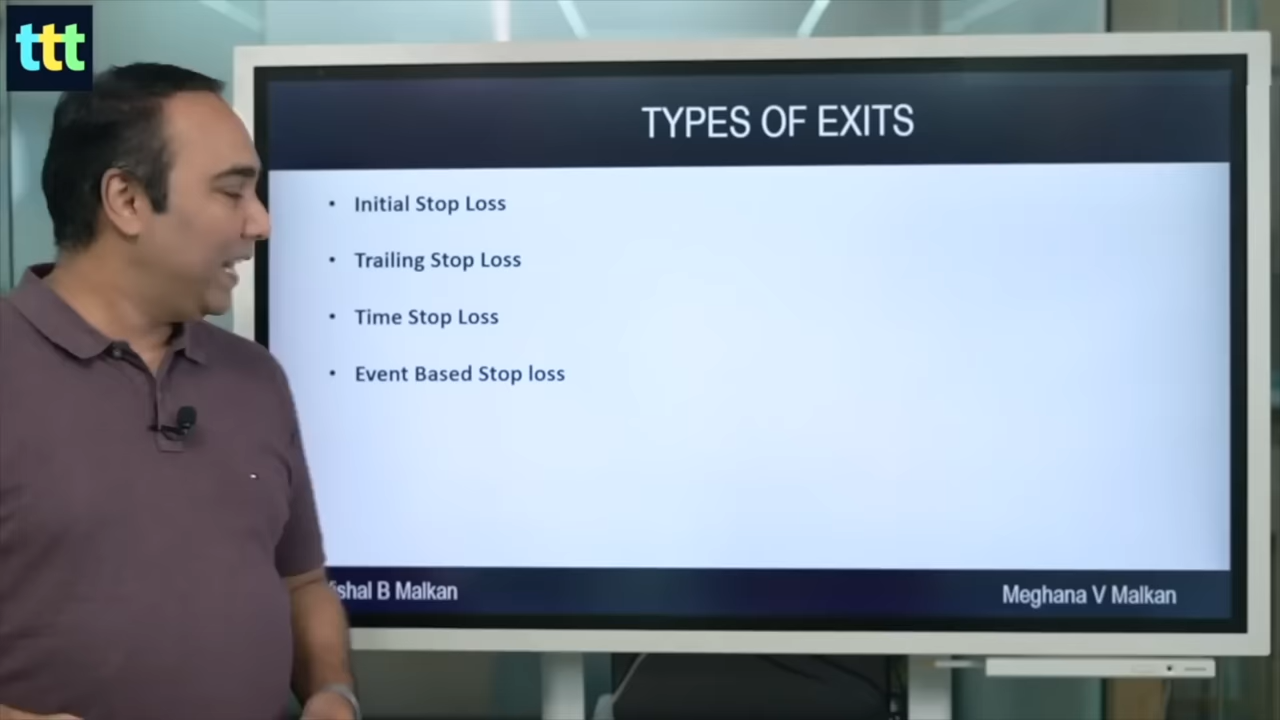 ttt
TYPES OF EXITS
• Initial Stop Loss
• Trailing Stop Loss
• Time Stop Loss
• Event Based Stop loss
B Malkan
Meghana V Malkan